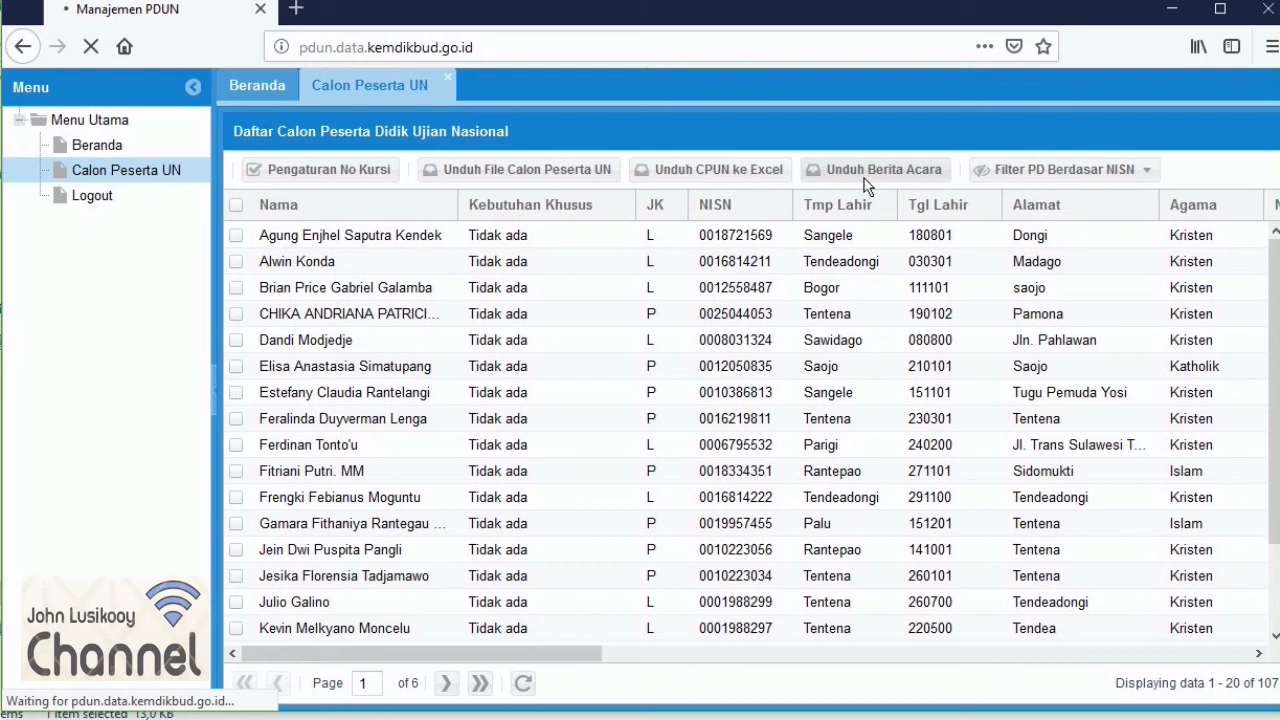 Manajemen PDUN
pdun.data.kemdikbud.go.id
Menu
Beranda
Calon Peserta UN
Menu Utama
Beranda
Calon Peserta UN
Logout
Daftar Calon Peserta Didik Ujian Nasional
Pengaturan No Kursi Unduh File Calon Peserta UN Unduh CPUN ke Excel Unduh Berita Acara Filter PD Berdasar NISN
Nama Kebutuhan Khusus JK NISN Tmp Lahir Tgl Lahir Alamat Agama
Agung Enjhel Saputra Kendek Tidak ada L 0018721569 Sangele 180801 Dongi Kristen
Alwin Konda Tidak ada L 0016814211 Tendeadongi 030301 Madago Kristen
Brian Price Gabriel Galamba Tidak ada L 0012558487 Bogor 111101 saojo Kristen
CHIKA ANDRIANA PATRICI... Tidak ada P 0025044053 Tentena 190102 Pamona Kristen
Dandi Modjedje Tidak ada L 0008031324 Sawidago 080800 Jln. Pahlawan Kristen
Elisa Anastasia Simatupang Tidak ada P 0012050835 Saojo 210101 Saojo Katholik
Estefany Claudia Rantelangi Tidak ada P 0010386813 Sangele 151101 Tugu Pemuda Yosi Kristen
Feralinda Duyverman Lenga Tidak ada P 0016219811 Tentena 230301 Tentena Kristen
Ferdinan Tonto'u Tidak ada L 0006795532 Parigi 240200 Jl. Trans Sulawesi T... Kristen
Fitriani Putri. MM Tidak ada P 0018334351 Rantepao 271101 Sidomukti Islam
Frengki Febianus Moguntu Tidak ada L 0016814222 Tendeadongi 291100 Tendeadongi Kristen
Gamara Fithaniya Rantegau ... Tidak ada P 0019957455 Palu 151201 Tentena Islam
Jein Dwi Puspita Pangli Tidak ada P 0010223056 Rantepao 141001 Tentena Kristen
Jesika Florensia Tadjamawo Tidak ada P 0010223034 Tentena 260101 Tentena Kristen
Julio Galino Tidak ada L 0001988299 Tentena 260700 Tendeadongi Kristen
Kevin Melkyano Moncelu Tidak ada L 0001988297 Tentena 220500 Tendea Kristen
John Lusikooy
Channel
Page 1 of 6 Displaying data 1 - 20 of 107
Waiting for pdun.data.kemdikbud.go.id...
ems 1 item selected 13,0 KB